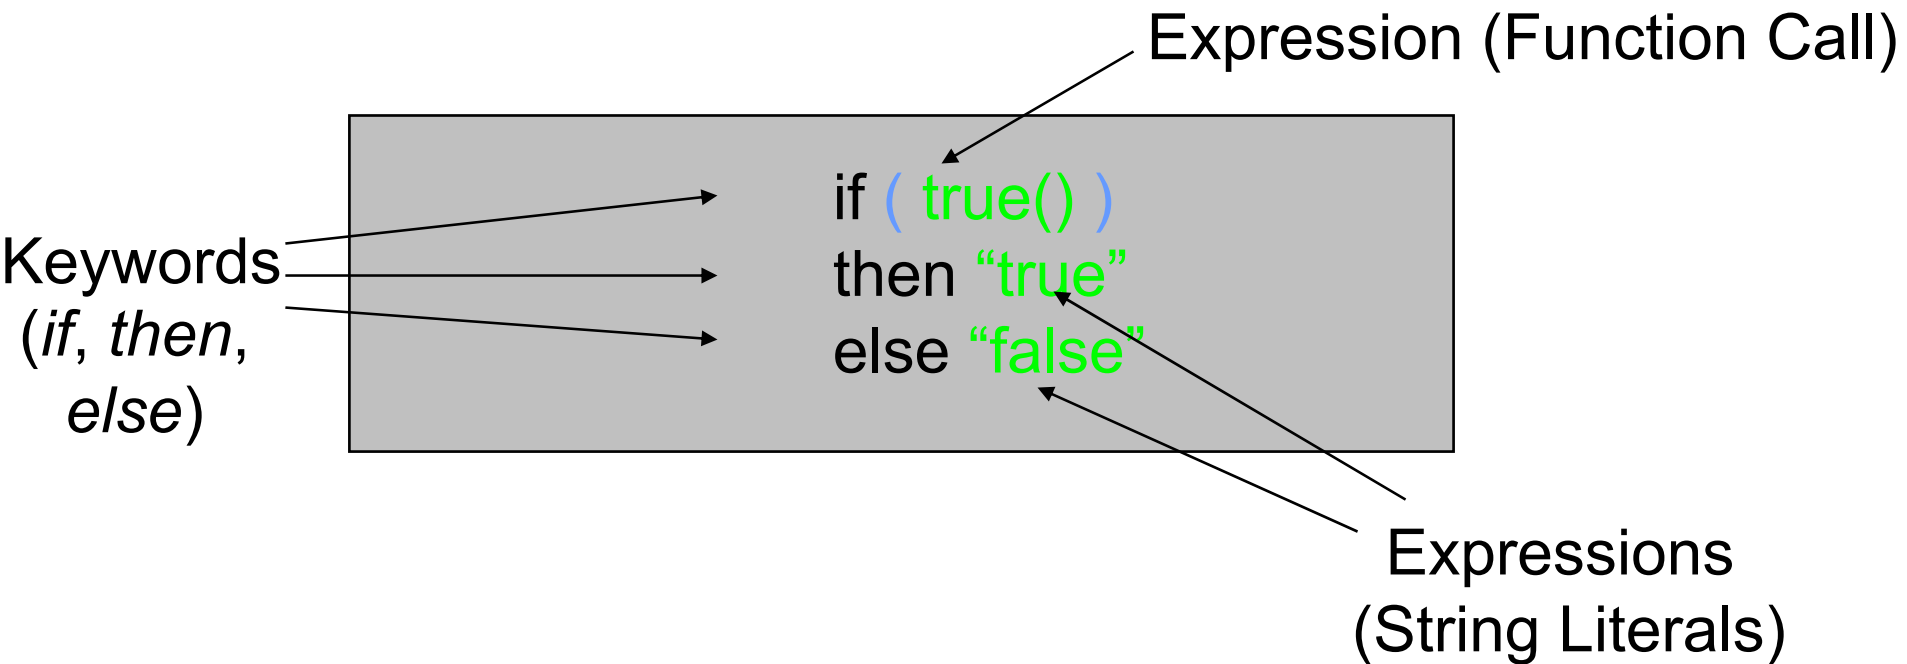 Expression (Function Call)
if ( true() )
then “true”
else “false”
Keywords
(if, then,
else)
Expressions
(String Literals)